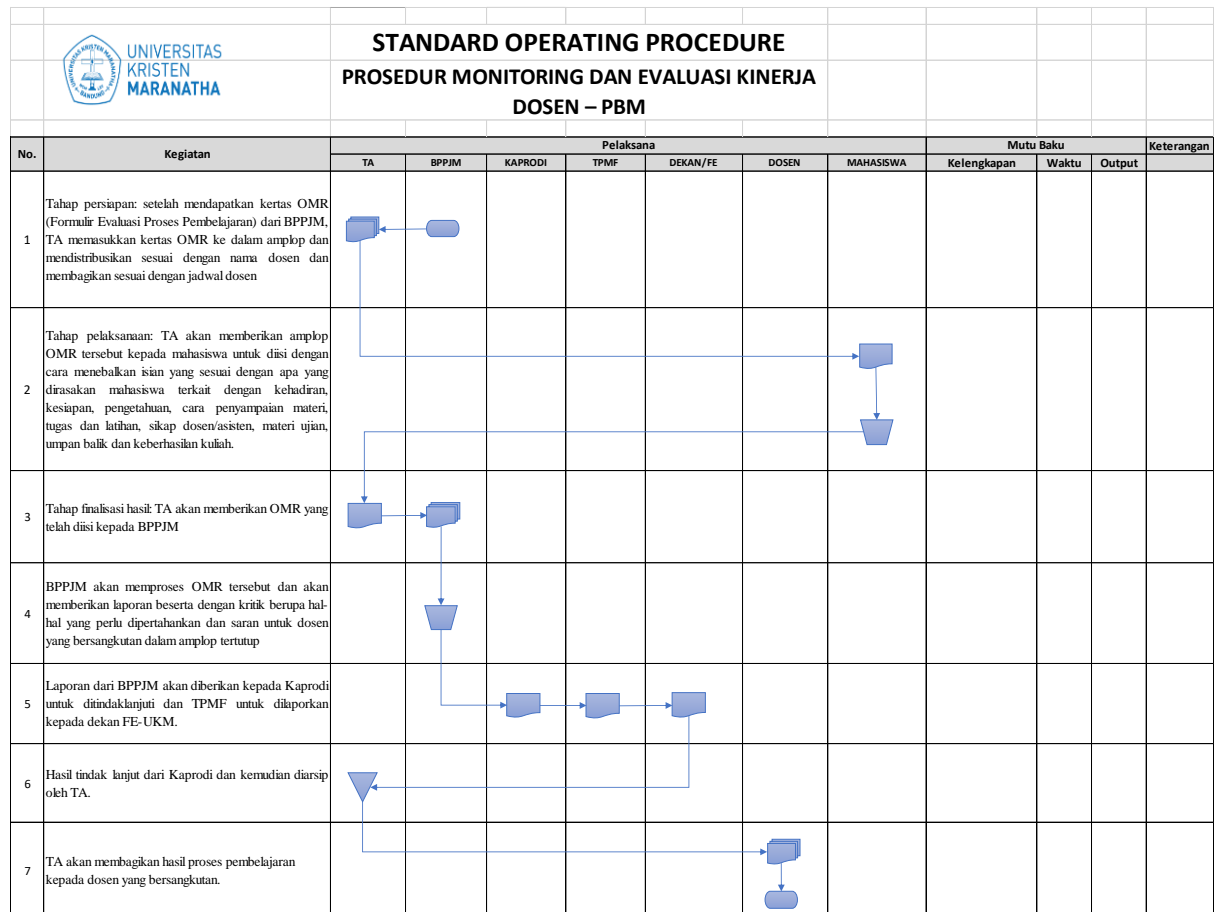 UNIVERSITAS
KRISTEN
MARANATHA
STANDARD OPERATING PROCEDURE
PROSEDUR MONITORING DAN EVALUASI KINERJA
DOSEN – PBM
No.
Kegiatan
Pelaksana
Mutu Baku
Keterangan
TA
BPPJM
KAPRODI
TPMF
DEKAN/FE
DOSEN
MAHASISWA
Kelengkapan
Waktu
Output
1
Tahap persiapan: setelah mendapatkan kertas OMR
(Formulir Evaluasi Proses Pembelajaran) dari BPPJM,
TA memasukkan kertas OMR ke dalam amplop dan
mendistribusikan sesuai dengan nama dosen dan
membagikan sesuai dengan jadwal dosen
2
Tahap pelaksanaan: TA akan memberikan amplop
OMR tersebut kepada mahasiswa untuk diisi dengan
cara menebalkan isian yang sesuai dengan apa yang
dirasakan mahasiswa terkait dengan kehadiran,
kesiapan, pengetahuan, cara penyampaian materi,
tugas dan latihan, sikap dosen/asisten, materi ujian,
umpan balik dan keberhasilan kuliah.
3
Tahap finalisasi hasil: TA akan memberikan OMR yang
telah diisi kepada BPPJM
4
BPPJM akan memproses OMR tersebut dan akan
memberikan laporan beserta dengan kritik berupa hal-
hal yang perlu dipertahankan dan saran untuk dosen
yang bersangkutan dalam amplop tertutup
5
Laporan dari BPPJM akan diberikan kepada Kaprodi
untuk ditindaklanjuti dan TPMF untuk dilaporkan
kepada dekan FE-UKM.
6
Hasil tindak lanjut dari Kaprodi dan kemudian diarsip
oleh TA.
7
TA akan membagikan hasil proses pembelajaran
kepada dosen yang bersangkutan.